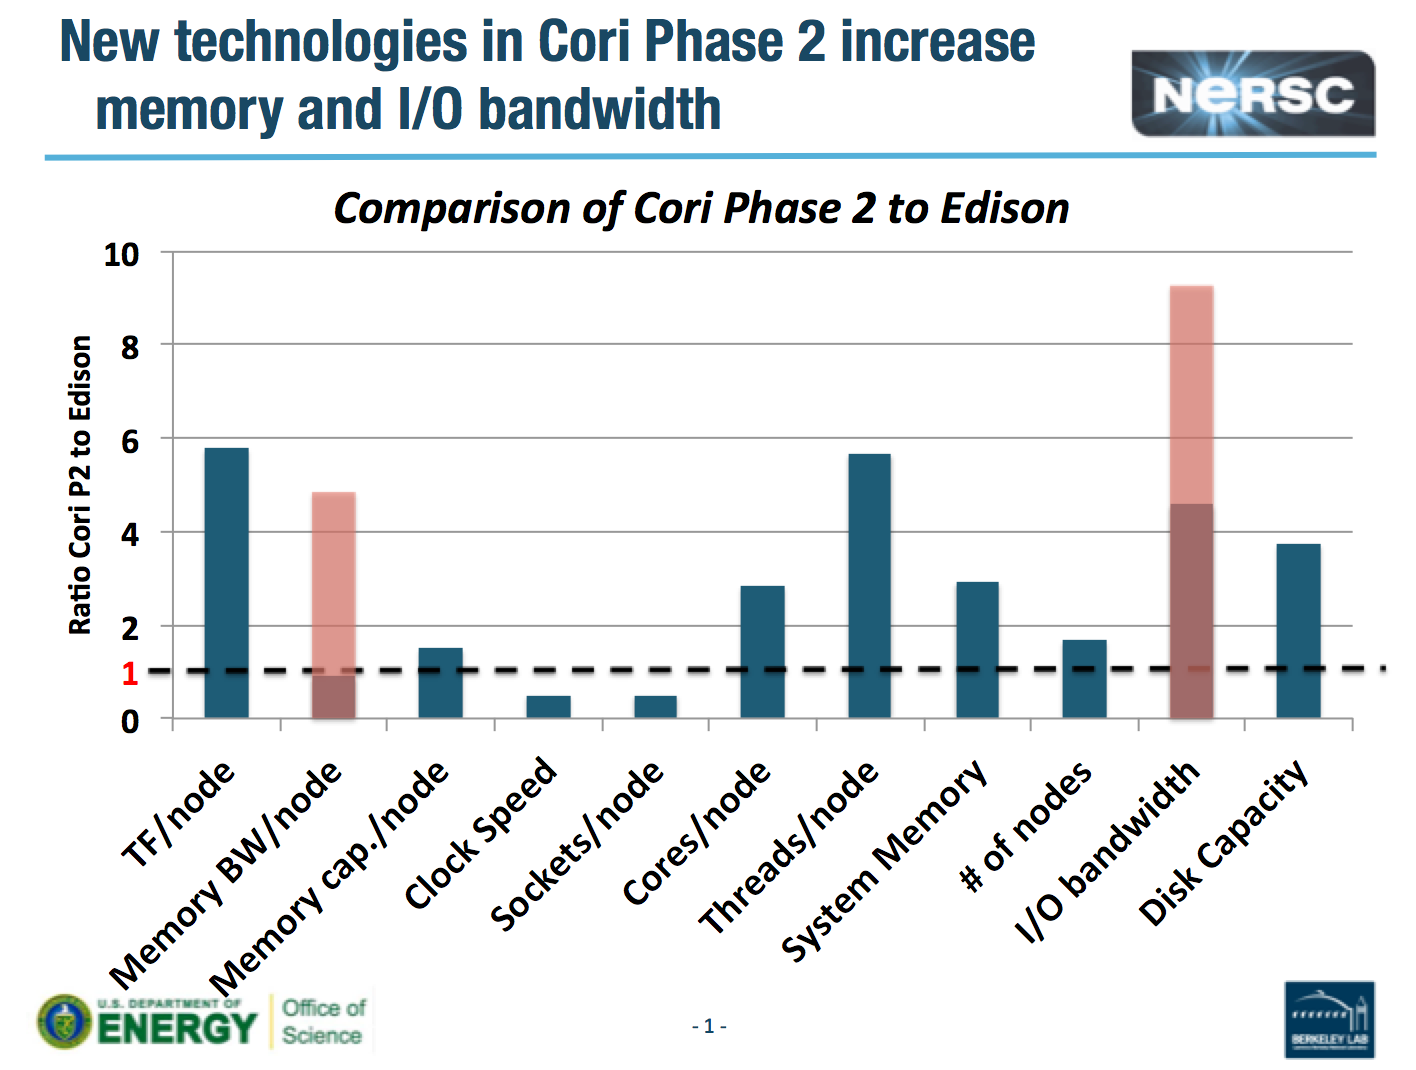 New technologies in Cori Phase 2 increase
memory and I/O bandwidth
NERSC
Comparison of Cori Phase 2 to Edison
Ratio Cori P2 to Edison
10
8
6
4
2
1
0
TF/node
Memory BW/node
Memory cap./node
Clock Speed
Sockets/node
Cores/node
Threads/node
System Memory
# of nodes
I/O bandwidth
Disk Capacity
U.S. DEPARTMENT OF
ENERGY
Office of
Science
- 1 -
BERKELEY LAB